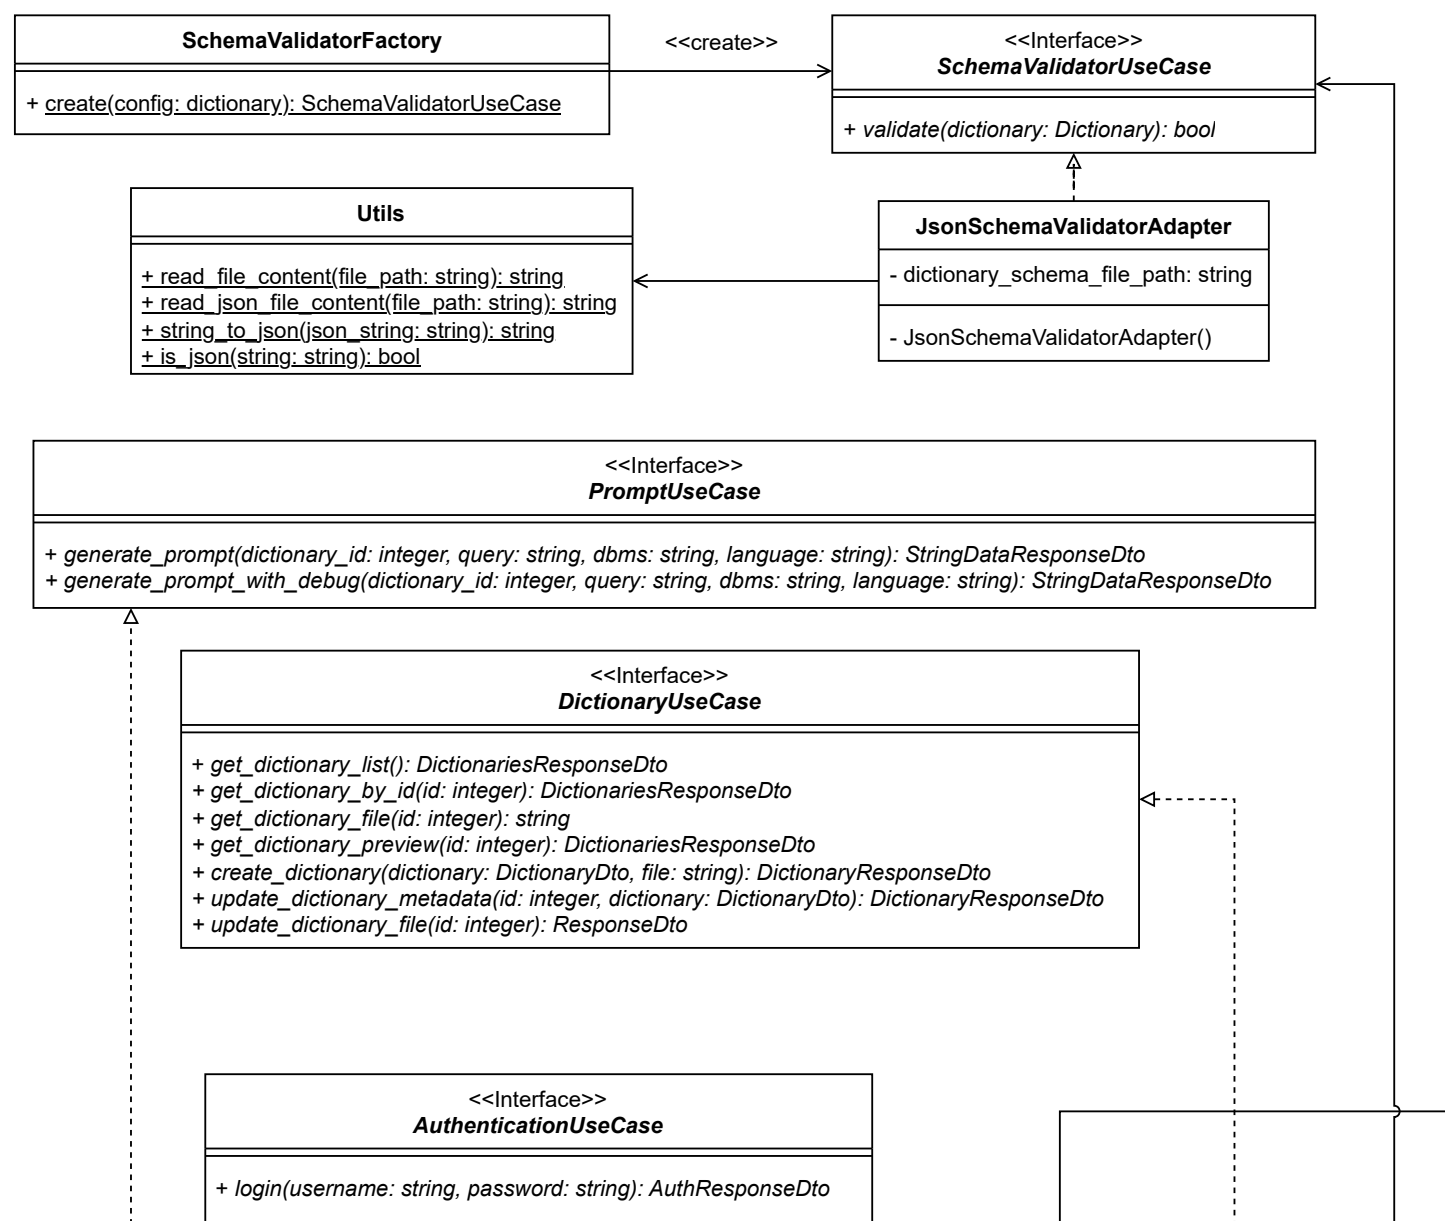 SchemaValidatorFactory
+ create(config: dictionary): SchemaValidatorUseCase
<<create>>
<<Interface>>
SchemaValidatorUseCase
+ validate(dictionary: Dictionary): bool
Utils
+ read_file_content(file_path: string): string
+ read_json_file_content(file_path: string): string
+ string_to_json(json_string: string): string
+ is_json(string: string): bool
JsonSchemaValidatorAdapter
- dictionary_schema_file_path: string
- JsonSchemaValidatorAdapter()
<<Interface>>
PromptUseCase
+ generate_prompt(dictionary_id: integer, query: string, dbms: string, language: string): StringDataResponseDto
+ generate_prompt_with_debug(dictionary_id: integer, query: string, dbms: string, language: string): StringDataResponseDto
<<Interface>>
DictionaryUseCase
+ get_dictionary_list(): DictionariesResponseDto
+ get_dictionary_by_id(id: integer): DictionariesResponseDto
+ get_dictionary_file(id: integer): string
+ get_dictionary_preview(id: integer): DictionariesResponseDto
+ create_dictionary(dictionary: DictionaryDto, file: string): DictionaryResponseDto
+ update_dictionary_metadata(id: integer, dictionary: DictionaryDto): DictionaryResponseDto
+ update_dictionary_file(id: integer): ResponseDto
<<Interface>>
AuthenticationUseCase
+ login(username: string, password: string): AuthResponseDto